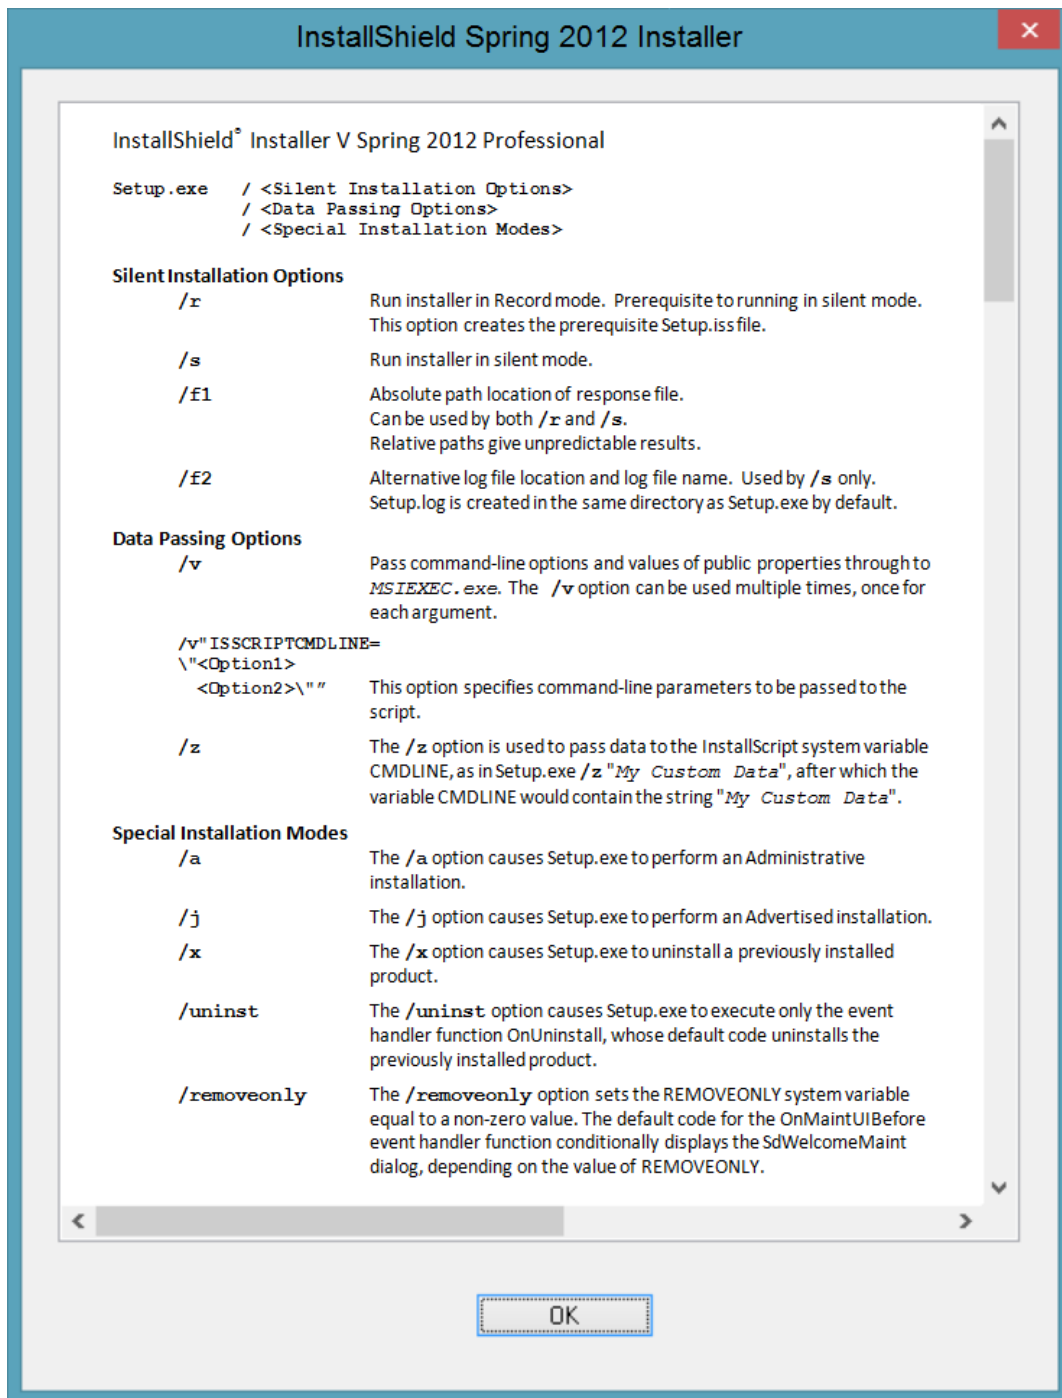 InstallShield Spring 2012 Installer
InstallShield® Installer V Spring 2012 Professional
Setup.exe / <Silent Installation Options>
/ <Data Passing Options>
/ <Special Installation Modes>
Silent Installation Options
/r Run installer in Record mode. Prerequisite to running in silent mode.
This option creates the prerequisite Setup.iss file.
/s Run installer in silent mode.
/f1 Absolute path location of response file.
Can be used by both /r and /s.
Relative paths give unpredictable results.
/f2 Alternative log file location and log file name. Used by /s only.
Setup.log is created in the same directory as Setup.exe by default.
Data Passing Options
/v Pass command-line options and values of public properties through to
MSIEXEC.exe. The /v option can be used multiple times, once for
each argument.
/v"ISSCRIPTCMDLINE=
\"<Option1>
<Option2>\"" This option specifies command-line parameters to be passed to the
script.
/z The /z option is used to pass data to the InstallScript system variable
CMDLINE, as in Setup.exe /z "My Custom Data", after which the
variable CMDLINE would contain the string "My Custom Data".
Special Installation Modes
/a The /a option causes Setup.exe to perform an Administrative
installation.
/j The /j option causes Setup.exe to perform an Advertised installation.
/x The /x option causes Setup.exe to uninstall a previously installed
product.
/uninst The /uninst option causes Setup.exe to execute only the event
handler function OnUninstall, whose default code uninstalls the
previously installed product.
/removeonly The /removeonly option sets the REMOVEONLY system variable
equal to a non-zero value. The default code for the OnMaintUIBefore
event handler function conditionally displays the SdWelcomeMaint
dialog, depending on the value of REMOVEONLY.
OK